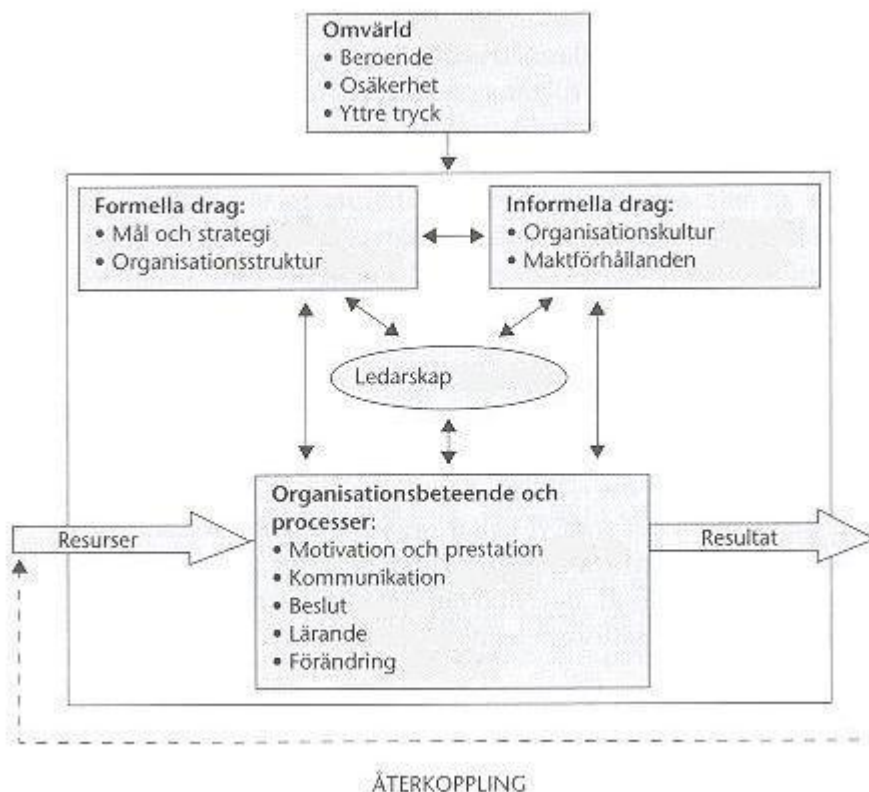 Omvärld
• Beroende
• Osäkerhet
• Yttre tryck
Formella drag:
• Mål och strategi
• Organisationsstruktur
Informella drag:
• Organisationskultur
• Maktförhållanden
Ledarskap
Organisationsbeteende och
processer:
• Motivation och prestation
• Kommunikation
• Beslut
• Lärande
• Förändring
Resurser
Resultat
ÅTERKOPPLING